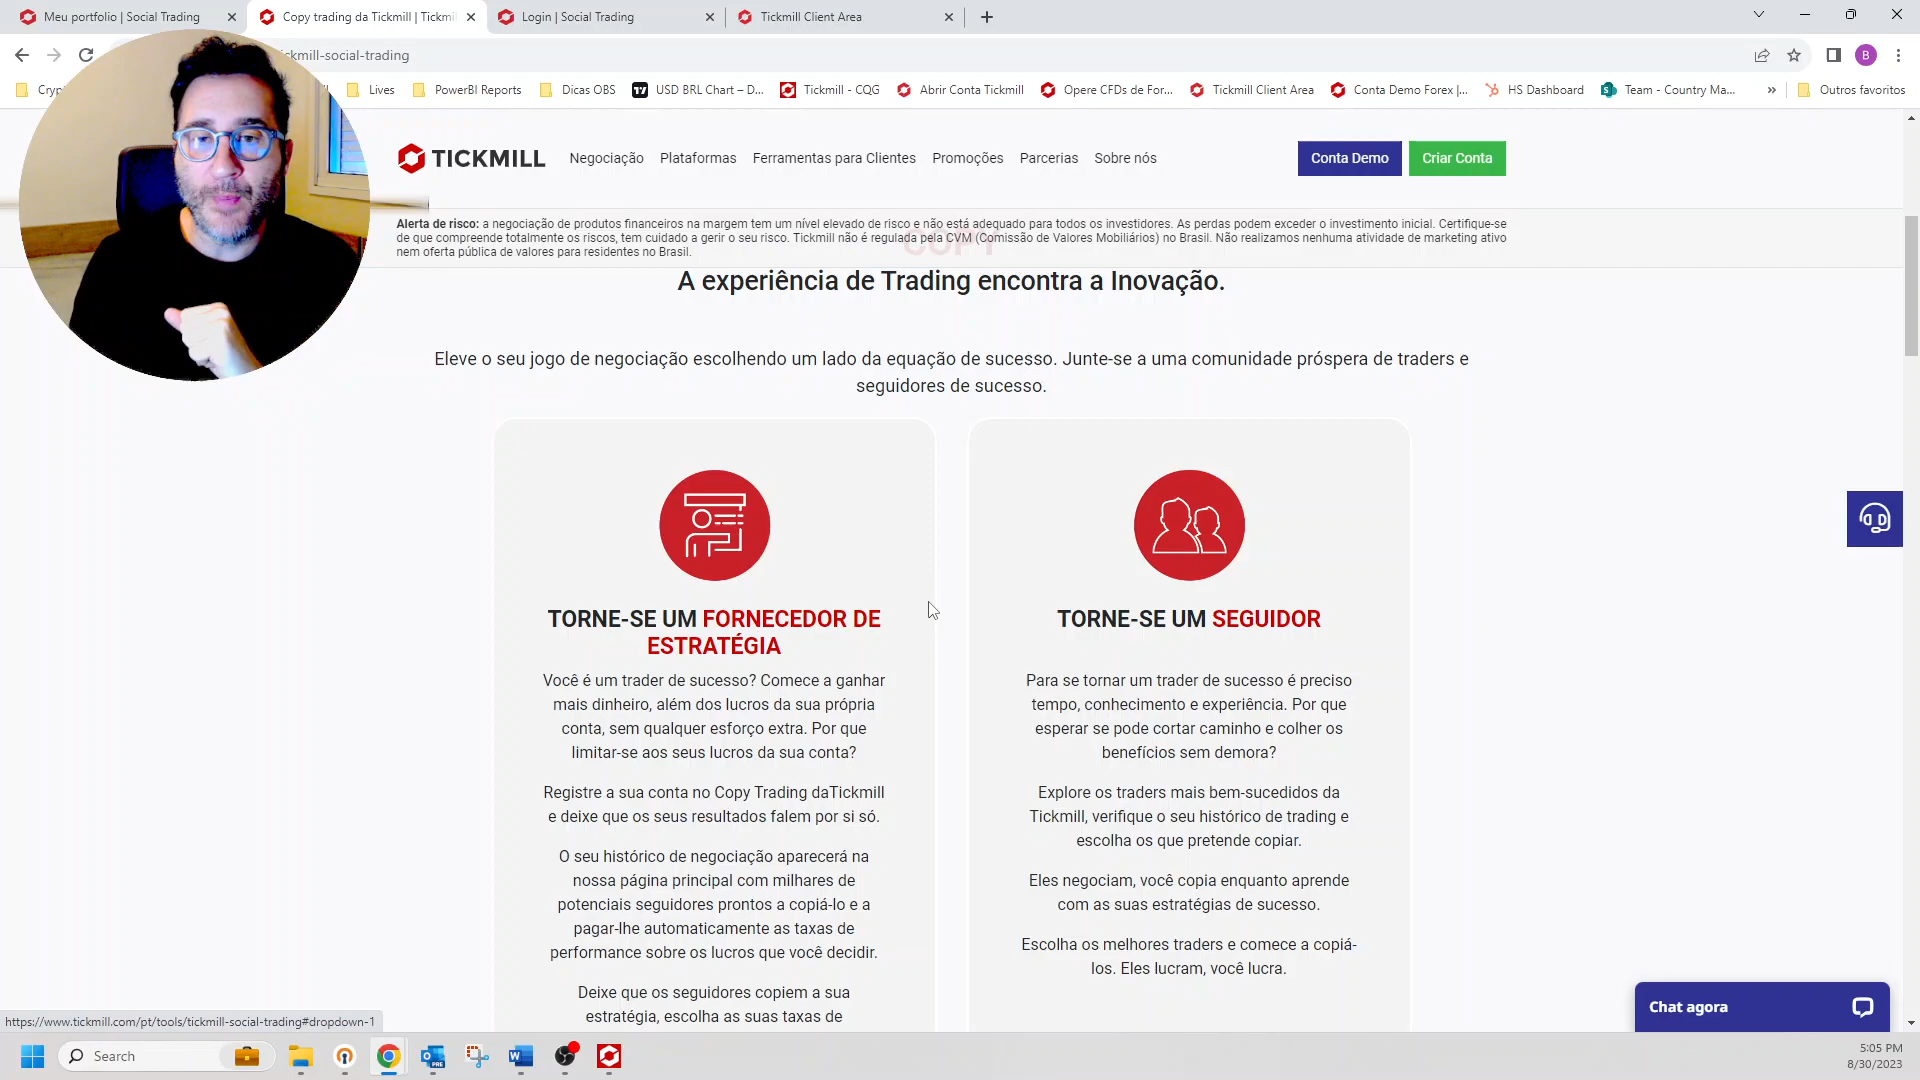 Meu portfolio | Social Trading
Copy trading da Tickmill | Tickmi
Login | Social Trading
Tickmill Client Area
ckmill-social-trading
B
Lives
PowerBI Reports
Dicas OBS
USD BRL Chart – D...
Tickmill - CQG
Abrir Conta Tickmill
Opere CFDs de For...
Tickmill Client Area
Conta Demo Forex |...
HS Dashboard
Team - Country Ma...
»
Outros favoritos
TICKMILL
Negociação
Plataformas
Ferramentas para Clientes
Promoções
Parcerias
Sobre nós
Conta Demo
Criar Conta
Alerta de risco: a negociação de produtos financeiros na margem tem um nível elevado de risco e não está adequado para todos os investidores. As perdas podem exceder o investimento inicial. Certifique-se
de que compreende totalmente os riscos, tem cuidado a gerir o seu risco. Tickmill não é regulada pela CVM (Comissão de Valores Mobiliários) no Brasil. Não realizamos nenhuma atividade de marketing ativo
nem oferta pública de valores para residentes no Brasil.
COPY
A experiência de Trading encontra a Inovação.
Eleve o seu jogo de negociação escolhendo um lado da equação de sucesso. Junte-se a uma comunidade próspera de traders e
seguidores de sucesso.
TORNE-SE UM FORNECEDOR DE
ESTRATÉGIA
Você é um trader de sucesso? Comece a ganhar
mais dinheiro, além dos lucros da sua própria
conta, sem qualquer esforço extra. Por que
limitar-se aos seus lucros da sua conta?
Registre a sua conta no Copy Trading daTickmill
e deixe que os seus resultados falem por si só.
O seu histórico de negociação aparecerá na
nossa página principal com milhares de
potenciais seguidores prontos a copiá-lo e a
pagar-lhe automaticamente as taxas de
performance sobre os lucros que você decidir.
Deixe que os seguidores copiem a sua
estratégia, escolha as suas taxas de
TORNE-SE UM SEGUIDOR
Para se tornar um trader de sucesso é preciso
tempo, conhecimento e experiência. Por que
esperar se pode cortar caminho e colher os
benefícios sem demora?
Explore os traders mais bem-sucedidos da
Tickmill, verifique o seu histórico de trading e
escolha os que pretende copiar.
Eles negociam, você copia enquanto aprende
com as suas estratégias de sucesso.
Escolha os melhores traders e comece a copiá-
los. Eles lucram, você lucra.
Chat agora
https://www.tickmill.com/pt/tools/tickmill-social-trading#dropdown-1
Search
5:05 PM
8/30/2023